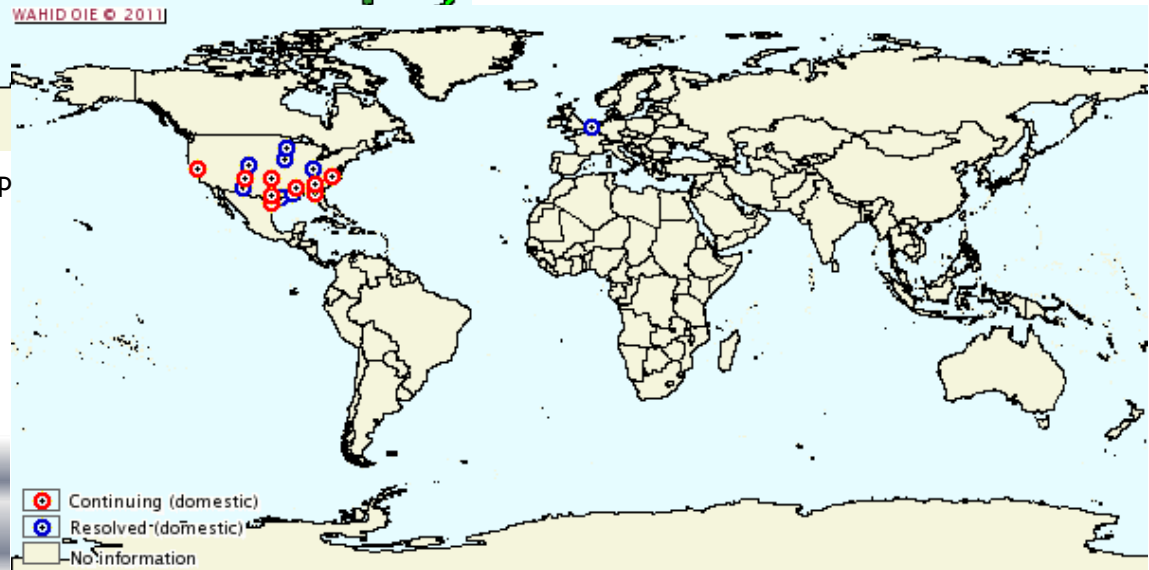 WAHID OIE © 2011
P
Continuing (domestic)
Resolved (domestic)
No information